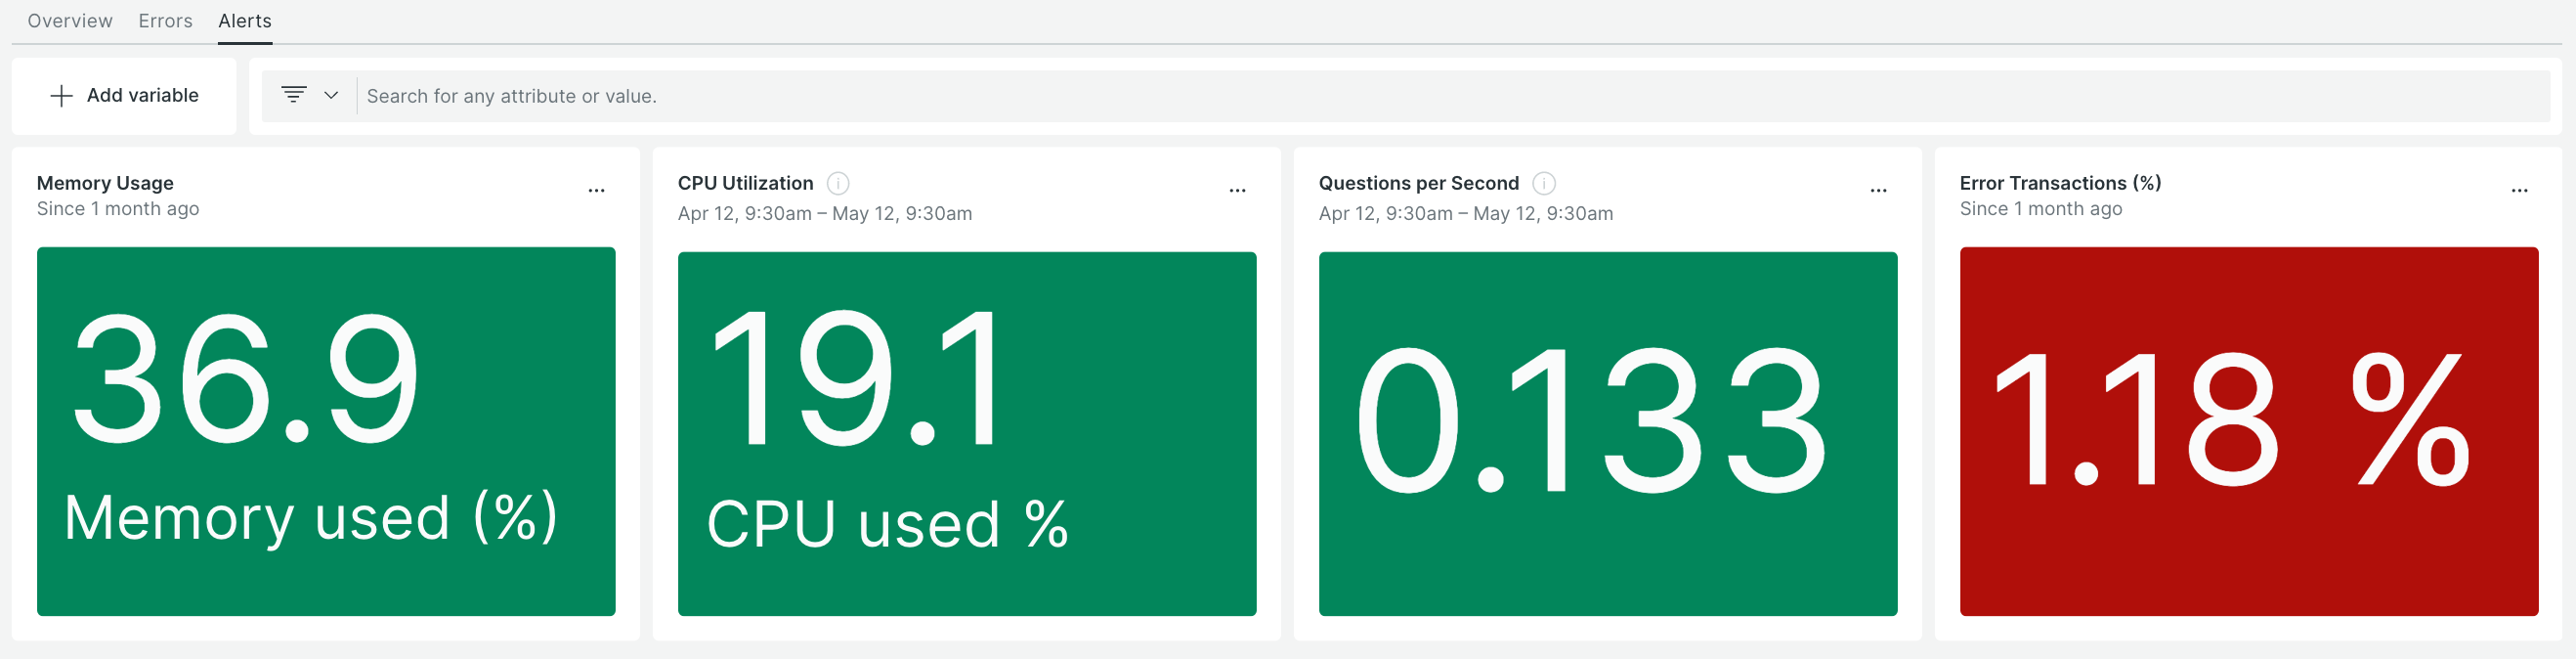 Overview Errors Alerts
Add variable
Search for any attribute or value.
Memory Usage
Since 1 month ago
36.9
Memory used (%)
CPU Utilization
Apr 12, 9:30am – May 12, 9:30am
19.1
CPU used %
Questions per Second
Apr 12, 9:30am – May 12, 9:30am
0.133
Error Transactions (%)
Since 1 month ago
1.18 %